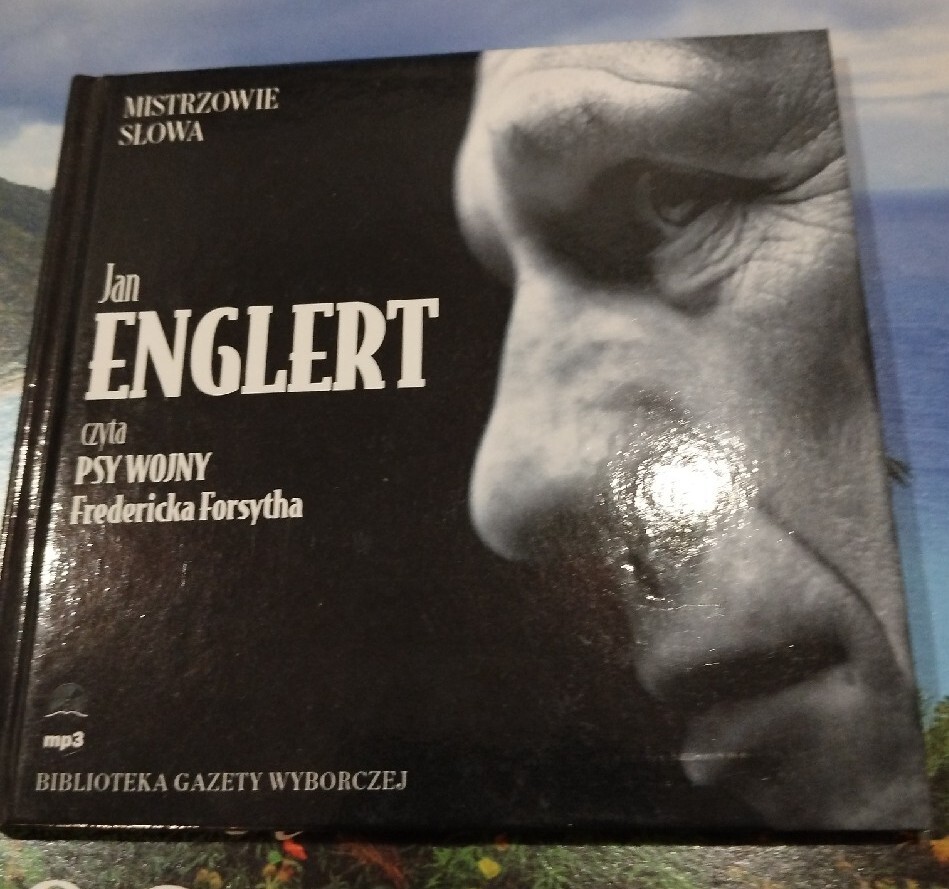 MISTRZOWIE
SŁOWA
Jan
ENGLERT
czyta
PSY WOJNY
Fredericka Forsytha
mp3
BIBLIOTEKA GAZETY WYBORCZEJ